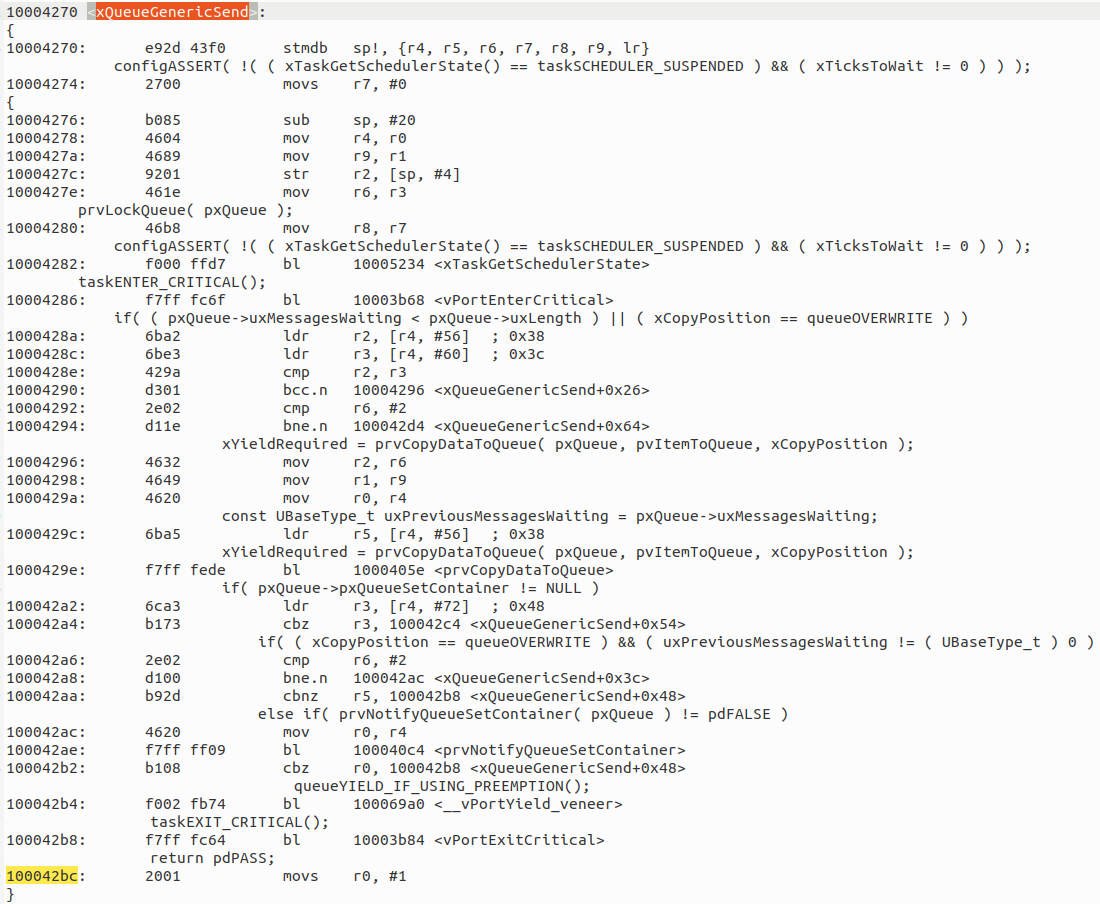 10004270 <xQueueGenericSend>:
{
10004270: e92d 43f0 stmdb sp!, {r4, r5, r6, r7, r8, r9, lr}
configASSERT( !( ( xTaskGetSchedulerState() == taskSCHEDULER_SUSPENDED ) && ( xTicksToWait != 0 ) ) );
10004274: 2700 movs r7, #0
{
10004276: b085 sub sp, #20
10004278: 4604 mov r4, r0
1000427a: 4689 mov r9, r1
1000427c: 9201 str r2, [sp, #4]
1000427e: 461e mov r6, r3
prvLockQueue( pxQueue );
10004280: 46b8 mov r8, r7
configASSERT( !( ( xTaskGetSchedulerState() == taskSCHEDULER_SUSPENDED ) && ( xTicksToWait != 0 ) ) );
10004282: f000 ffd7 bl 10005234 <xTaskGetSchedulerState>
taskENTER_CRITICAL();
10004286: f7ff fc6f bl 10003b68 <vPortEnterCritical>
if( ( pxQueue->uxMessagesWaiting < pxQueue->uxLength ) || ( xCopyPosition == queueOVERWRITE ) )
1000428a: 6ba2 ldr r2, [r4, #56] ; 0x38
1000428c: 6be3 ldr r3, [r4, #60] ; 0x3c
1000428e: 429a cmp r2, r3
10004290: d301 bcc.n 10004296 <xQueueGenericSend+0x26>
10004292: 2e02 cmp r6, #2
10004294: d11e bne.n 100042d4 <xQueueGenericSend+0x64>
xYieldRequired = prvCopyDataToQueue( pxQueue, pvItemToQueue, xCopyPosition );
10004296: 4632 mov r2, r6
10004298: 4649 mov r1, r9
1000429a: 4620 mov r0, r4
const UBaseType_t uxPreviousMessagesWaiting = pxQueue->uxMessagesWaiting;
1000429c: 6ba5 ldr r5, [r4, #56] ; 0x38
xYieldRequired = prvCopyDataToQueue( pxQueue, pvItemToQueue, xCopyPosition );
1000429e: f7ff fede bl 1000405e <prvCopyDataToQueue>
if( pxQueue->pxQueueSetContainer != NULL )
100042a2: 6ca3 ldr r3, [r4, #72] ; 0x48
100042a4: b173 cbz r3, 100042c4 <xQueueGenericSend+0x54>
if( ( xCopyPosition == queueOVERWRITE ) && ( uxPreviousMessagesWaiting != ( UBaseType_t ) 0 )
100042a6: 2e02 cmp r6, #2
100042a8: d100 bne.n 100042ac <xQueueGenericSend+0x3c>
100042aa: b92d cbnz r5, 100042b8 <xQueueGenericSend+0x48>
else if( prvNotifyQueueSetContainer( pxQueue ) != pdFALSE )
100042ac: 4620 mov r0, r4
100042ae: f7ff ff09 bl 100040c4 <prvNotifyQueueSetContainer>
100042b2: b108 cbz r0, 100042b8 <xQueueGenericSend+0x48>
queueYIELD_IF_USING_PREEMPTION();
100042b4: f002 fb74 bl 100069a0 <__vPortYield_veneer>
taskEXIT_CRITICAL();
100042b8: f7ff fc64 bl 10003b84 <vPortExitCritical>
return pdPASS;
100042bc: 2001 movs r0, #1
}